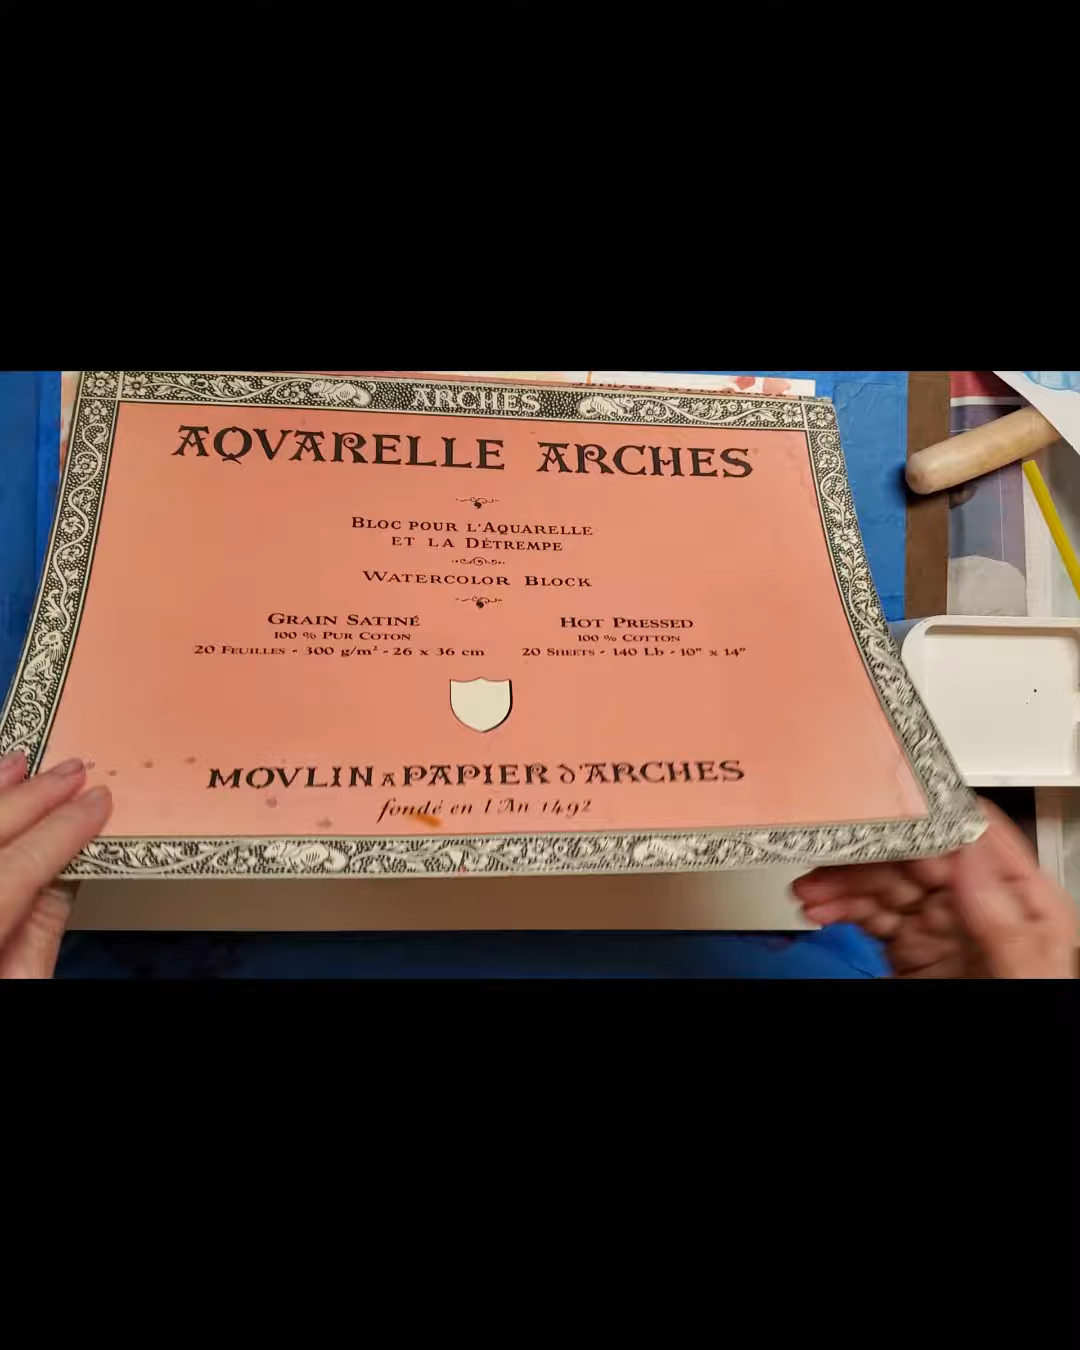 ARCHES
AQVARELLE ARCHES
BLOC POUR L'AQUARELLE
ET LA DÉTREMPE
WATERCOLOR BLOCK
GRAIN SATINÉ
100 % PUR COTON
20 FEUILLES - 300 g/m² - 26 x 36 cm
HOT PRESSED
100 % COTTON
20 SHEETS - 140 Lb - 10" x 14"
MOVLIN A PAPIER D'ARCHES
fondé en l'An 1492